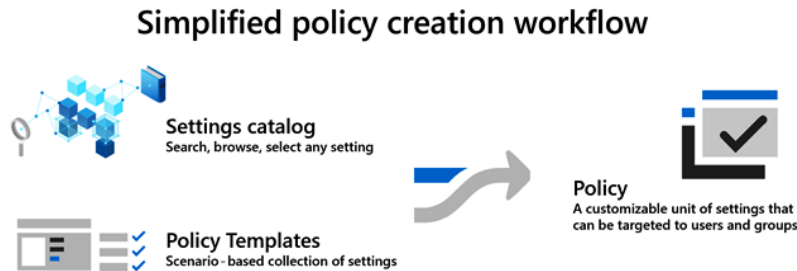 Simplified policy creation workflow
Settings catalog
Search, browse, select any setting
Policy Templates
Scenario-based collection of settings
Policy
A customizable unit of settings that
can be targeted to users and groups